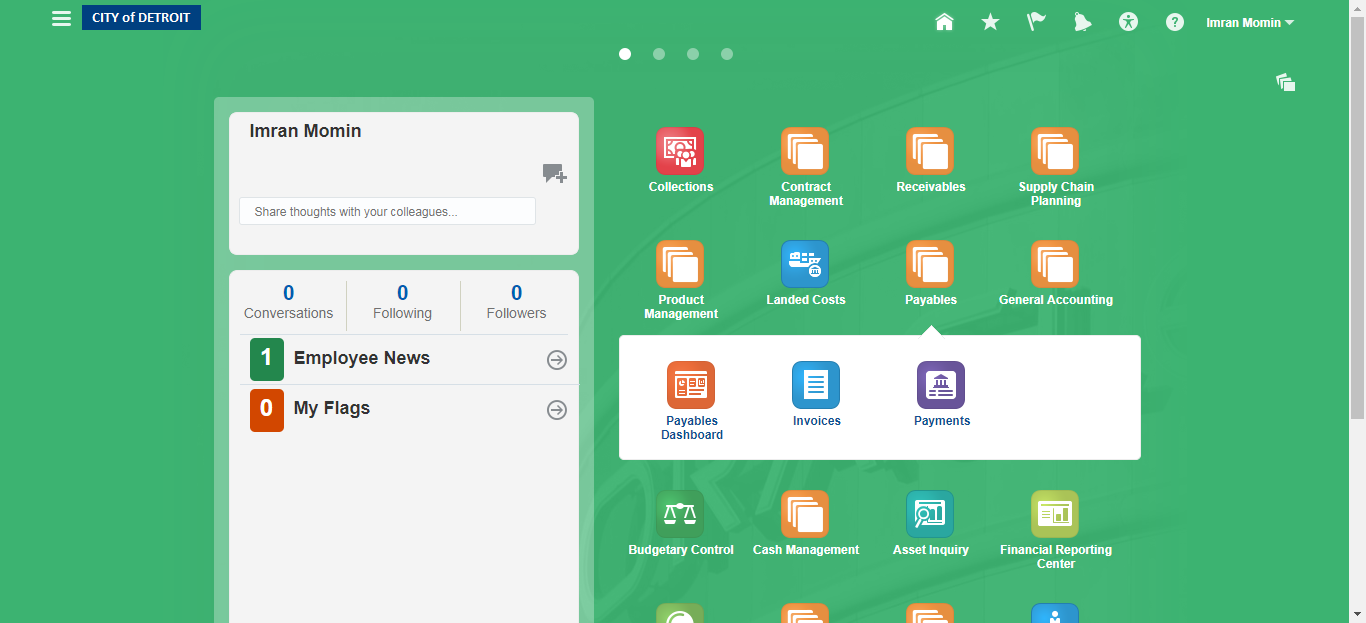 CITY of DETROIT
Imran Momin
Imran Momin
Share thoughts with your colleagues...
0
Conversations
0
Following
0
Followers
1 Employee News
0 My Flags
Collections
Contract
Management
Receivables
Supply Chain
Planning
Product
Management
Landed Costs
Payables
General Accounting
Payables
Dashboard
Invoices
Payments
Budgetary Control
Cash Management
Asset Inquiry
Financial Reporting
Center